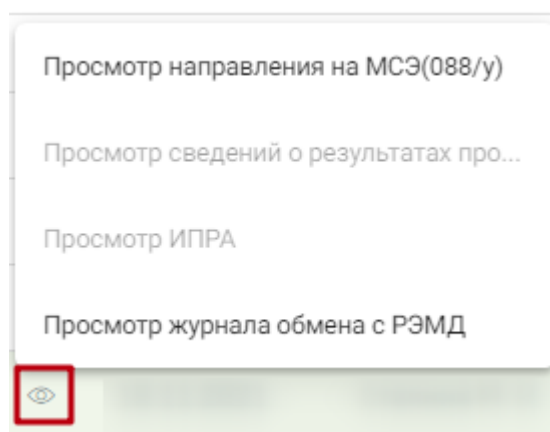 Просмотр направления на МСЭ(088/у)
Просмотр сведений о результатах про...
Просмотр ИПРА
Просмотр журнала обмена с РЭМД